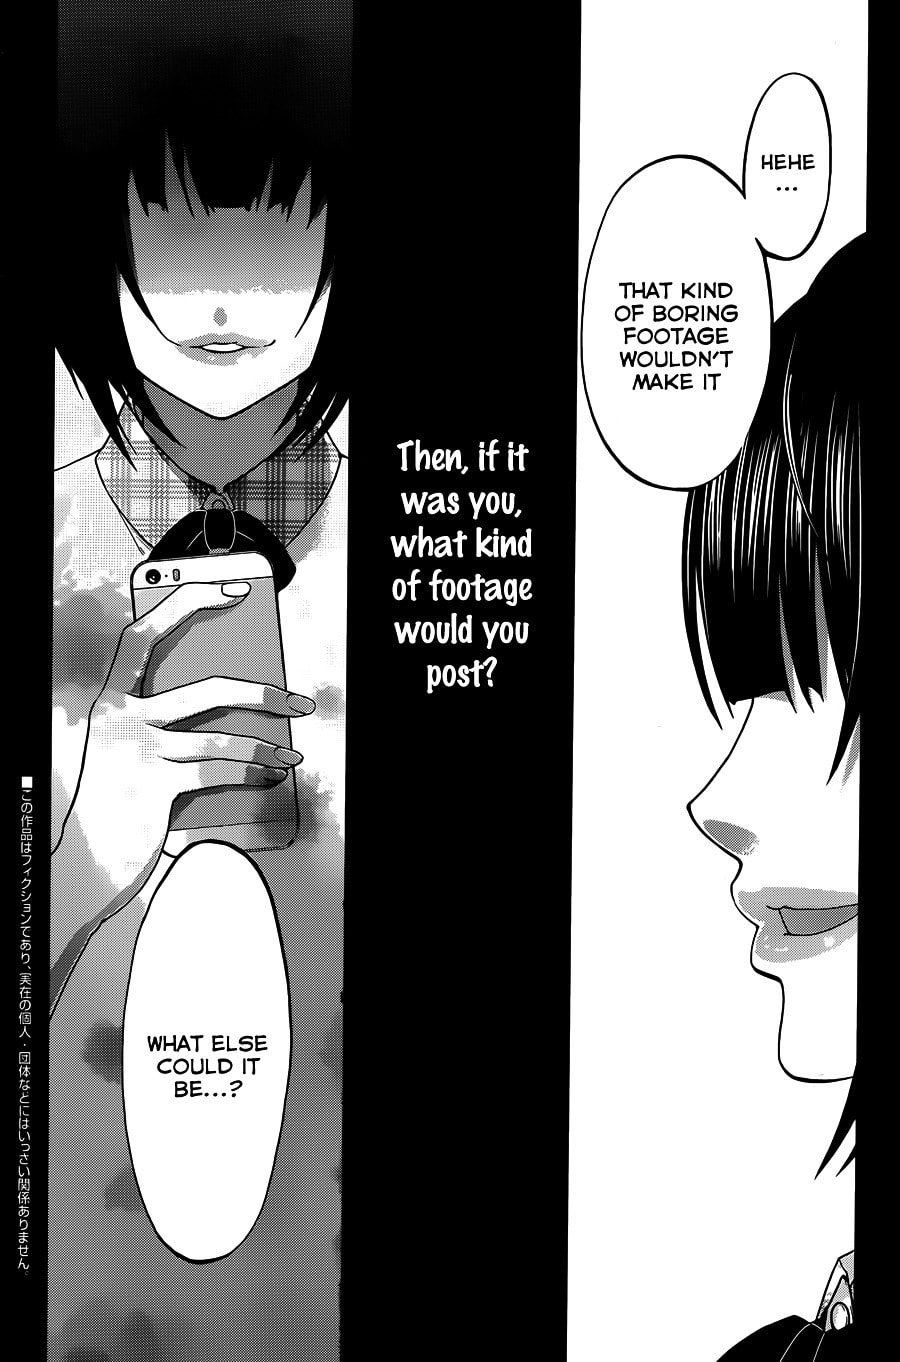 HEHE
...
THAT KIND
OF BORING
FOOTAGE
WOULDN'T
MAKE IT
Then, if it
was you,
what kind
of footage
would you
post?
WHAT ELSE
COULD IT
BE...?
■この作品はフィクションであり、実在の個人・団体などにはいっさい関係ありません。